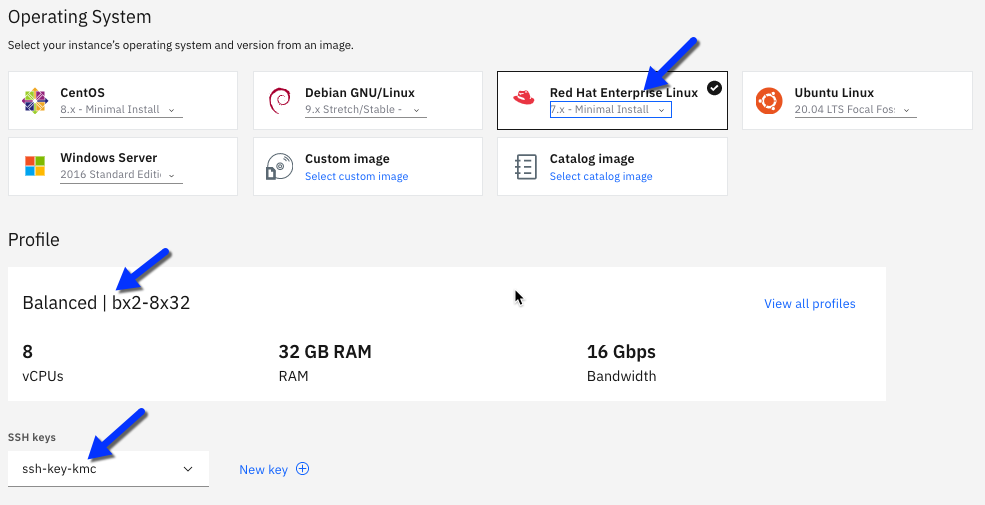 Operating System
Select your instance's operating system and version from an image.
CentOS
8.x - Minimal Install
Debian GNU/Linux
9.x Stretch/Stable -
Red Hat Enterprise Linux
7.x - Minimal Install
Ubuntu Linux
20.04 LTS Focal Fos
Windows Server
2016 Standard Editi
Custom image
Select custom image
Catalog image
Select catalog image
Profile
Balanced | bx2-8x32
View all profiles
8
vCPUs
32 GB RAM
RAM
16 Gbps
Bandwidth
SSH keys
ssh-key-kmc
New key